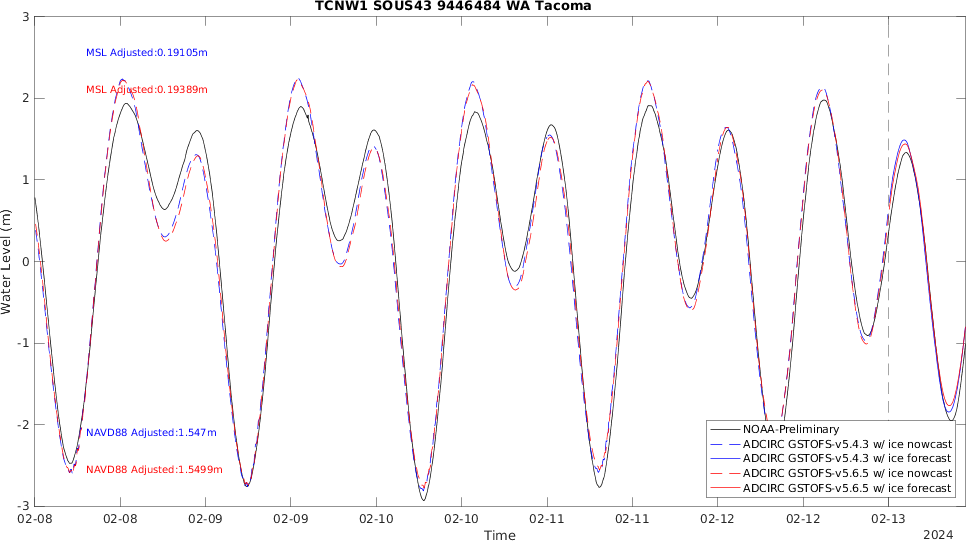 TCNW1 SOUS43 9446484 WA Tacoma
3
MSL Adjusted:0.19105m
MSL Adjusted:0.19389m
2
1
0
-1
-2
-3
Water Level (m)
NAVD88 Adjusted:1.547m
NAVD88 Adjusted:1.5499m
NOAA-Preliminary
ADCIRC GSTOFS-v5.4.3 w/ ice nowcast
ADCIRC GSTOFS-v5.4.3 w/ ice forecast
ADCIRC GSTOFS-v5.6.5 w/ ice nowcast
ADCIRC GSTOFS-v5.6.5 w/ ice forecast
02-08 02-08 02-09 02-09 02-10 02-10 02-11 02-11 02-12 02-12 02-13
Time
2024